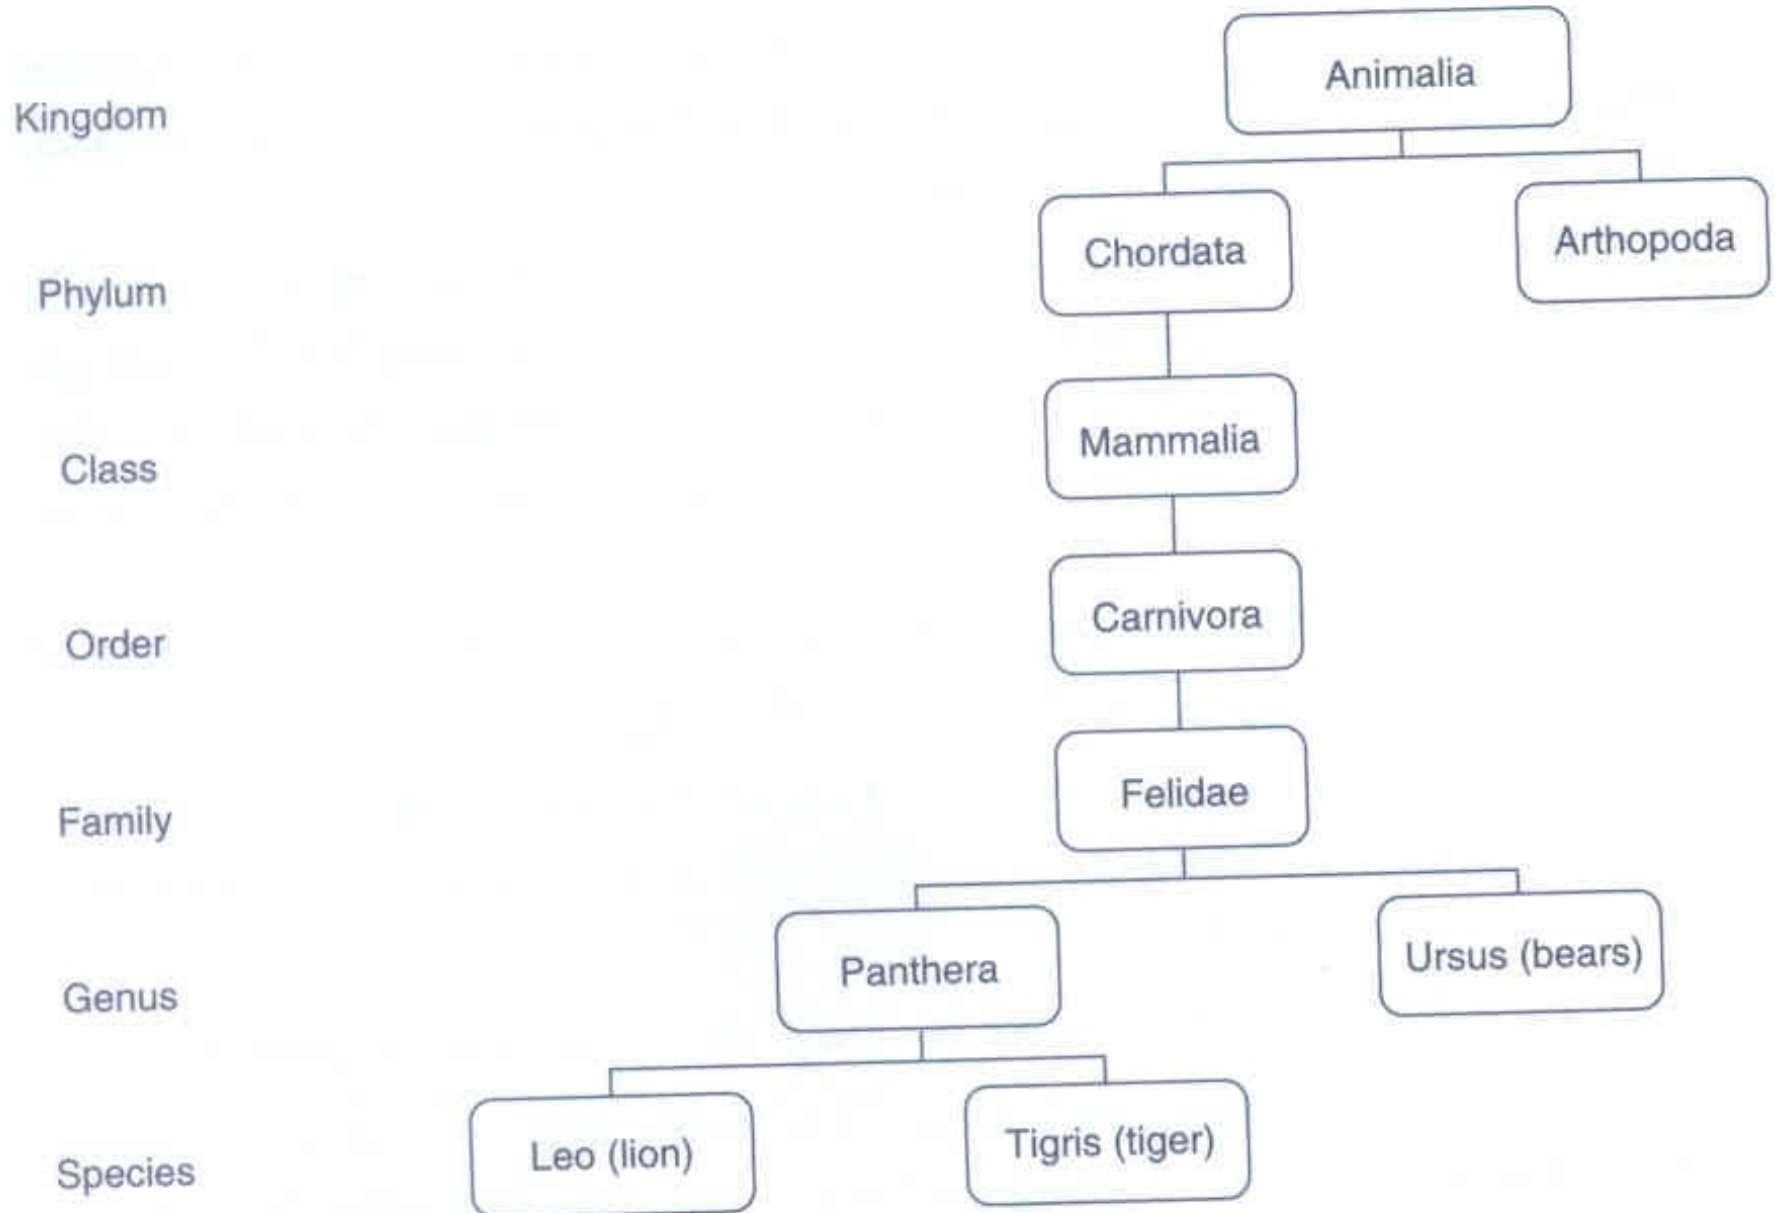 Animalia
Kingdom
Chordata
Arthopoda
Phylum
Mammalia
Class
Carnivora
Order
Felidae
Family
Panthera
Ursus (bears)
Genus
Leo (lion)
Tigris (tiger)
Species